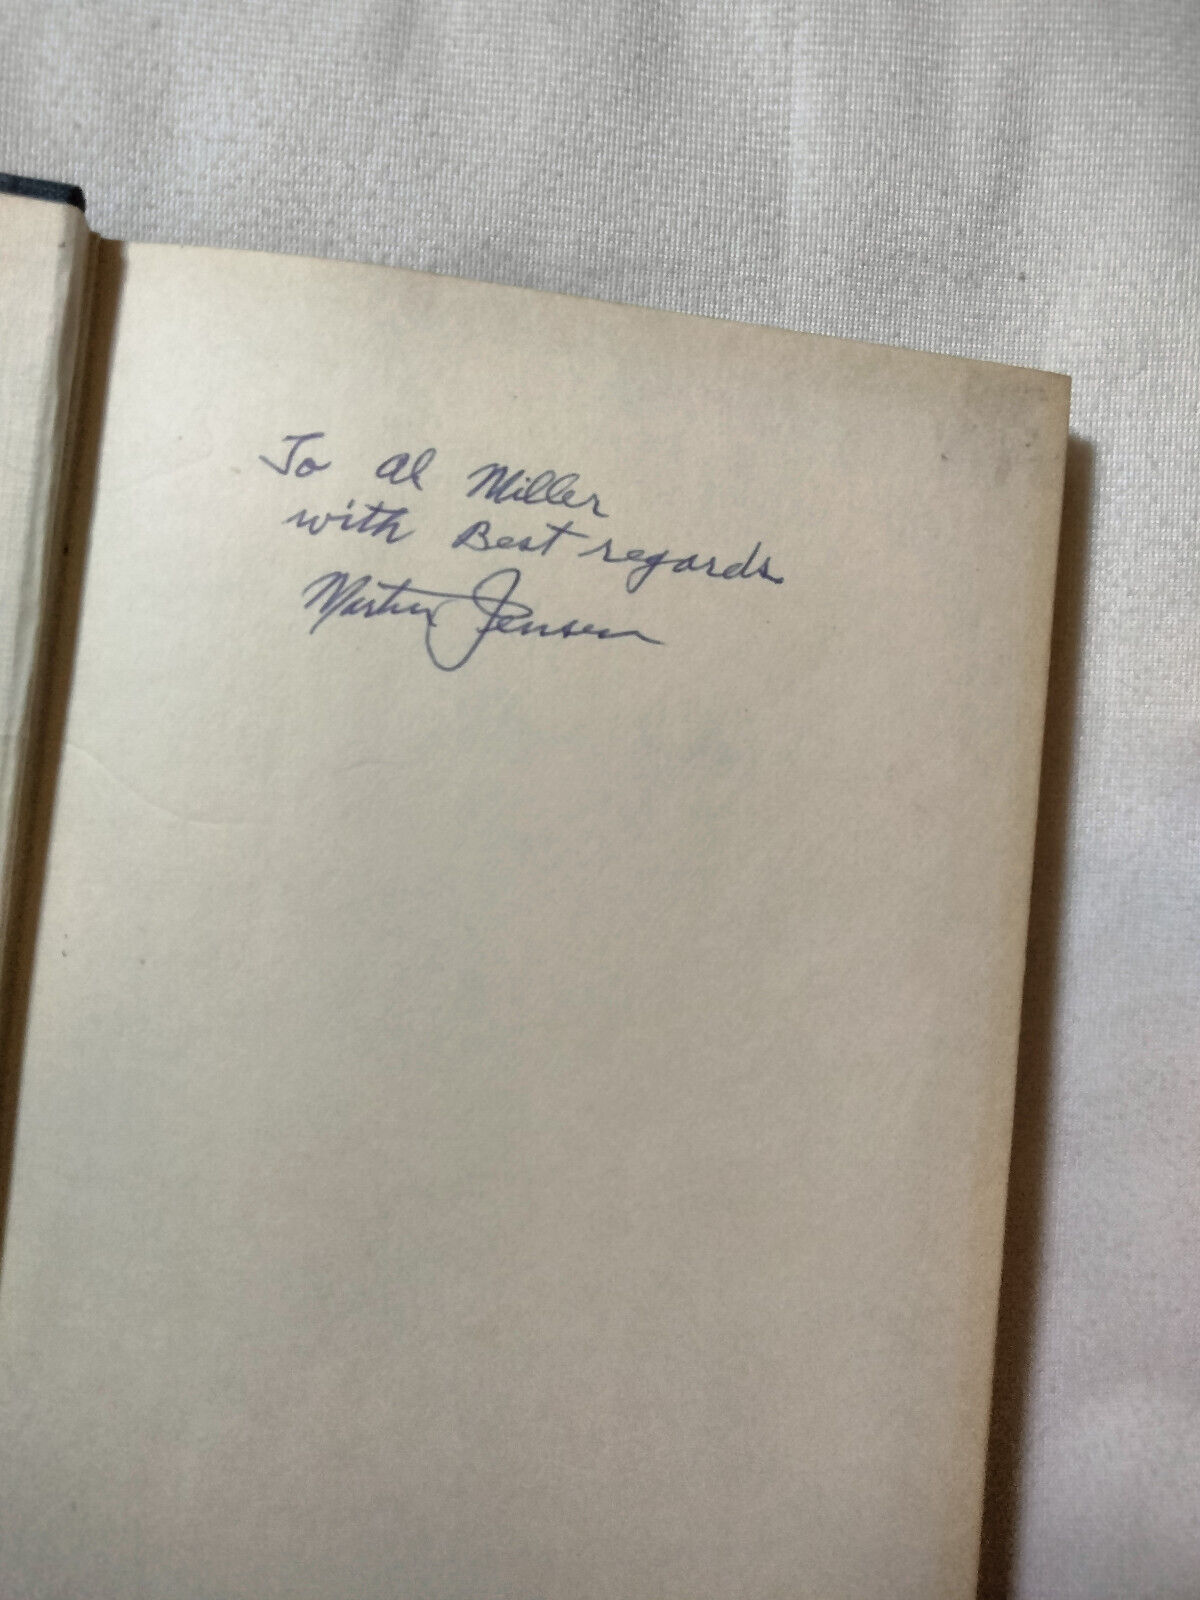 To Al Miller
with Best regards
Martin Jensen